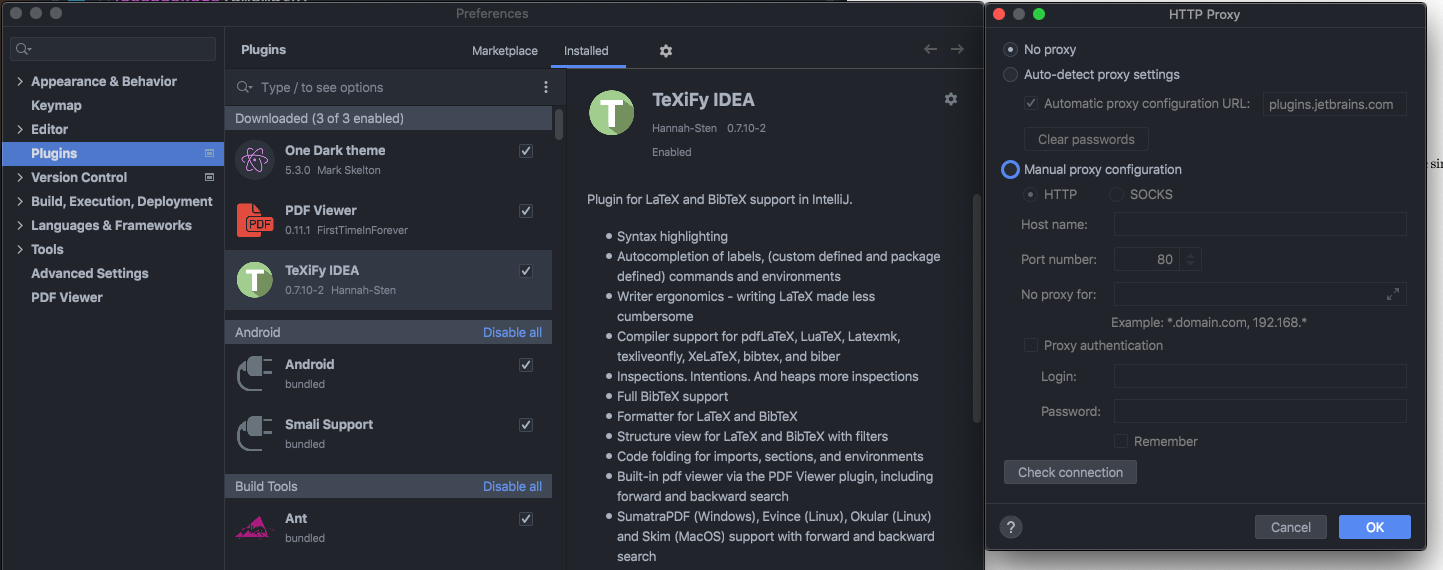 Preferences
Appearance & Behavior
Keymap
Editor
Plugins
Version Control
Build, Execution, Deployment
Languages & Frameworks
Tools
Advanced Settings
PDF Viewer
Plugins
Marketplace
Installed
Type / to see options
Downloaded (3 of 3 enabled)
One Dark theme
5.3.0 Mark Skelton
PDF Viewer
0.11.1 FirstTimeInForever
TeXiFy IDEA
0.7.10-2 Hannah-Sten
Android
Disable all
Android
bundled
Smali Support
bundled
Build Tools
Disable all
Ant
bundled
TeXiFy IDEA
Hannah-Sten 0.7.10-2
Enabled
Plugin for LaTeX and BibTeX support in IntelliJ.
Syntax highlighting
Autocompletion of labels, (custom defined and package
defined) commands and environments
Writer ergonomics - writing LaTeX made less
cumbersome
Compiler support for pdfLaTeX, LuaTeX, Latexmk,
texliveonfly, XeLaTeX, bibtex, and biber
Inspections. Intentions. And heaps more inspections
Full BibTeX support
Formatter for LaTeX and BibTeX
Structure view for LaTeX and BibTeX with filters
Code folding for imports, sections, and environments
Built-in pdf viewer via the PDF Viewer plugin, including
forward and backward search
SumatraPDF (Windows), Evince (Linux), Okular (Linux)
and Skim (MacOS) support with forward and backward
search
HTTP Proxy
No proxy
Auto-detect proxy settings
Automatic proxy configuration URL: plugins.jetbrains.com
Clear passwords
Manual proxy configuration
HTTP SOCKS
Host name:
Port number: 80
No proxy for:
Example: *.domain.com, 192.168.*
Proxy authentication
Login:
Password:
Remember
Check connection
? Cancel OK